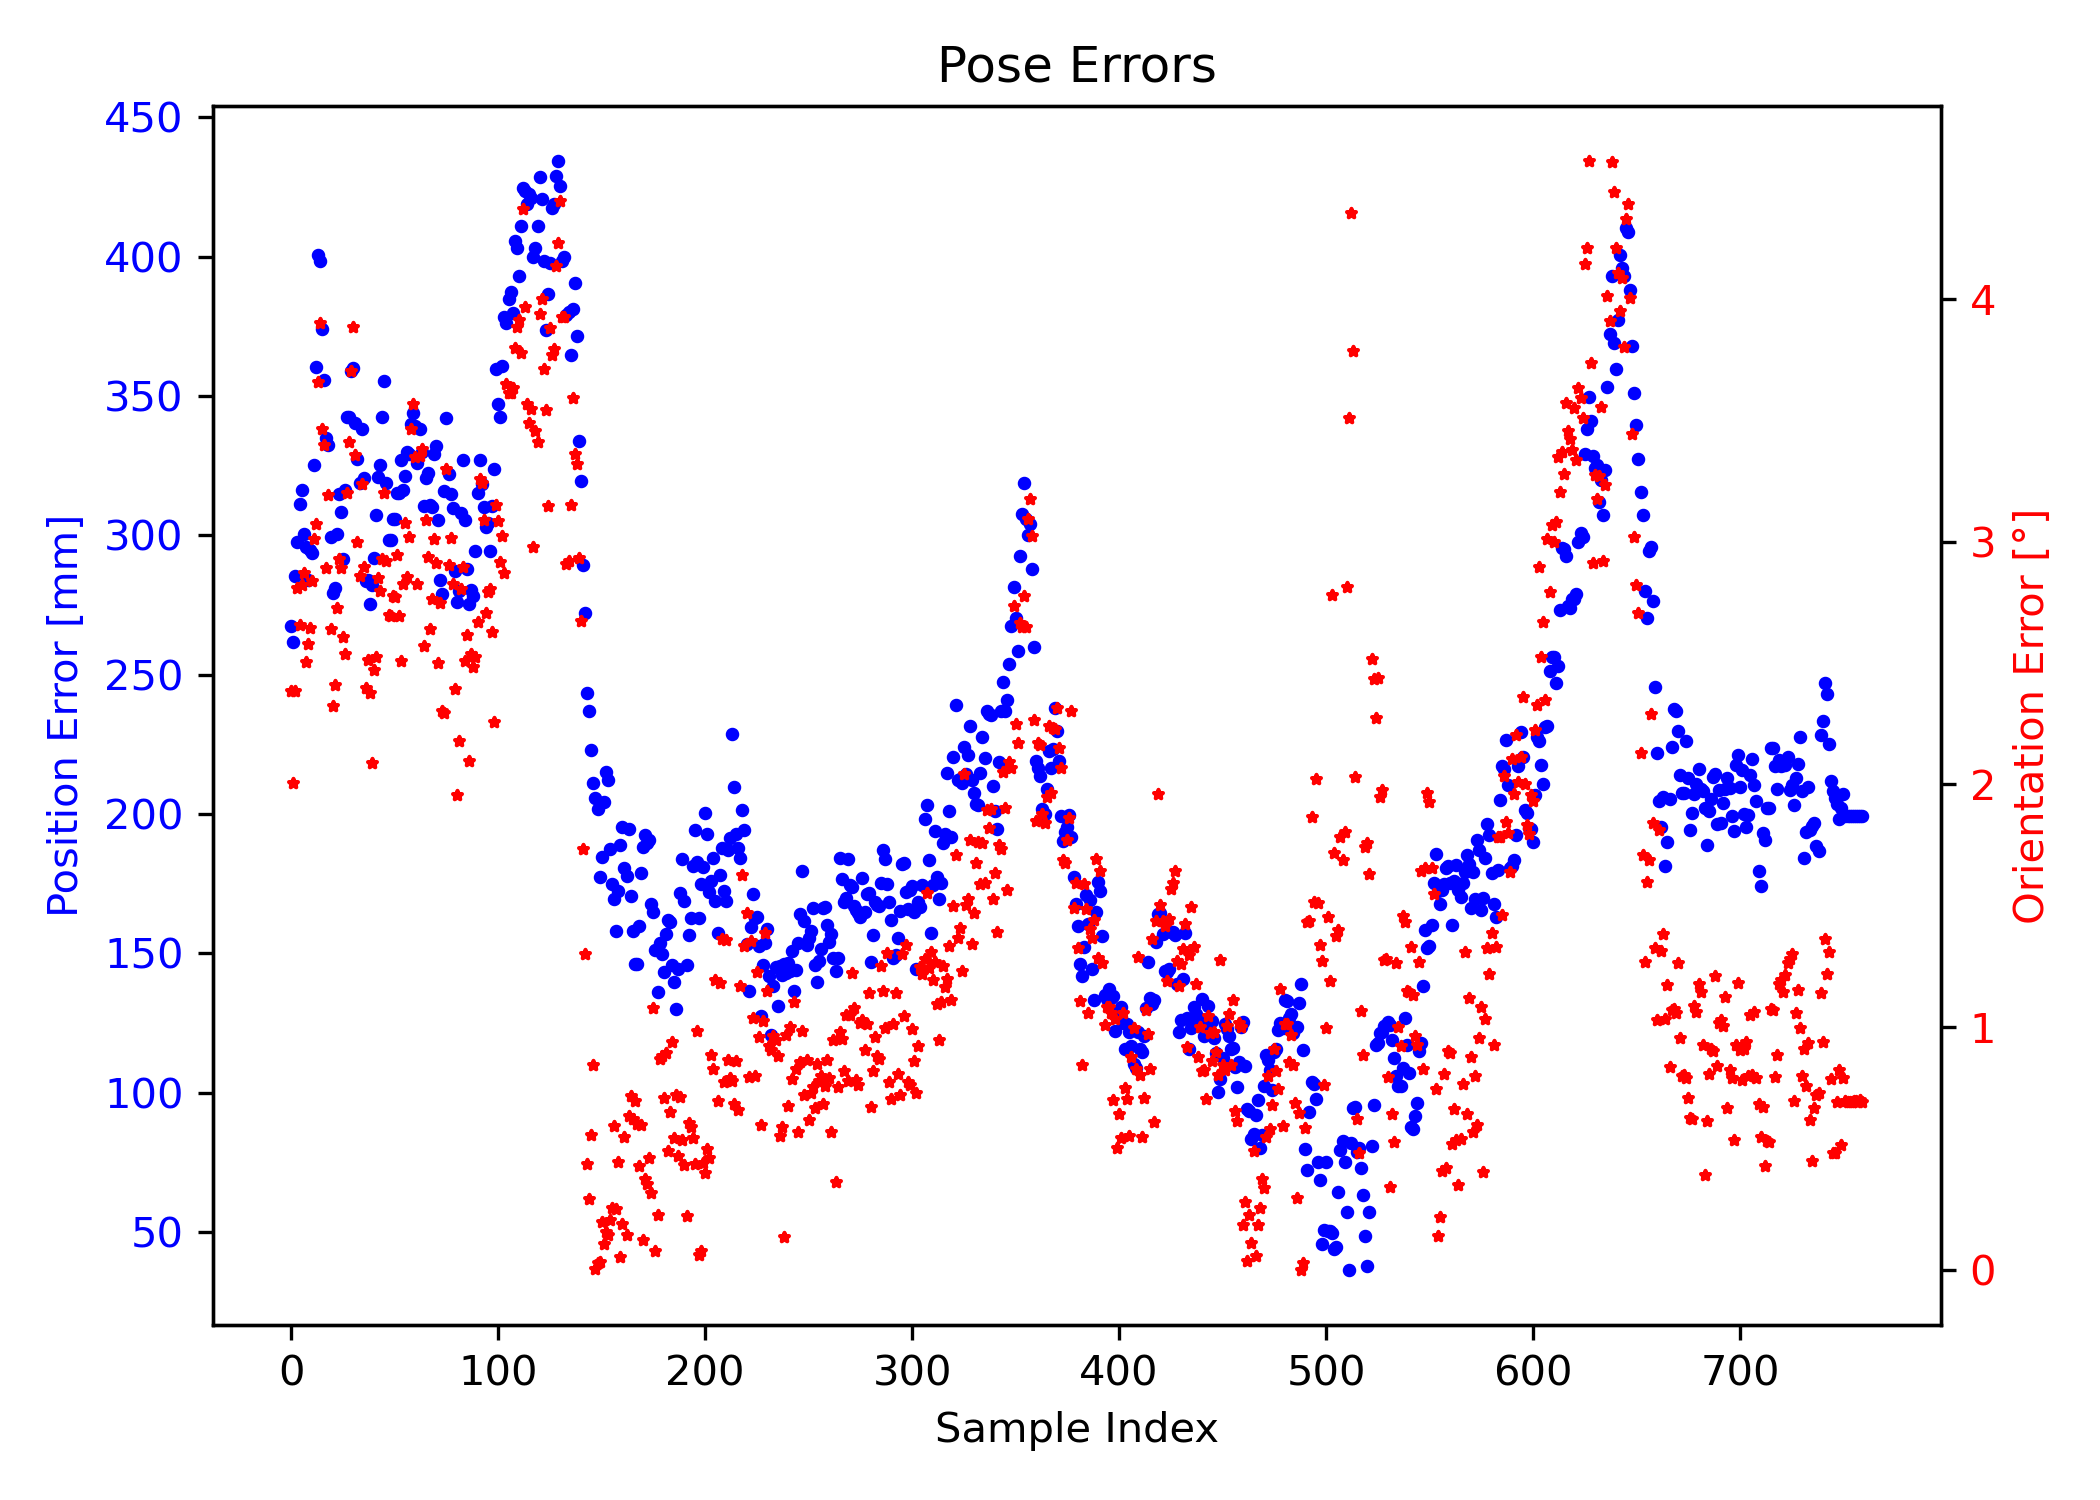 Pose Errors
450
400
350
300
250
200
150
100
50
Position Error [mm]
4
3
2
1
0
Orientation Error [°]
0 100 200 300 400 500 600 700
Sample Index